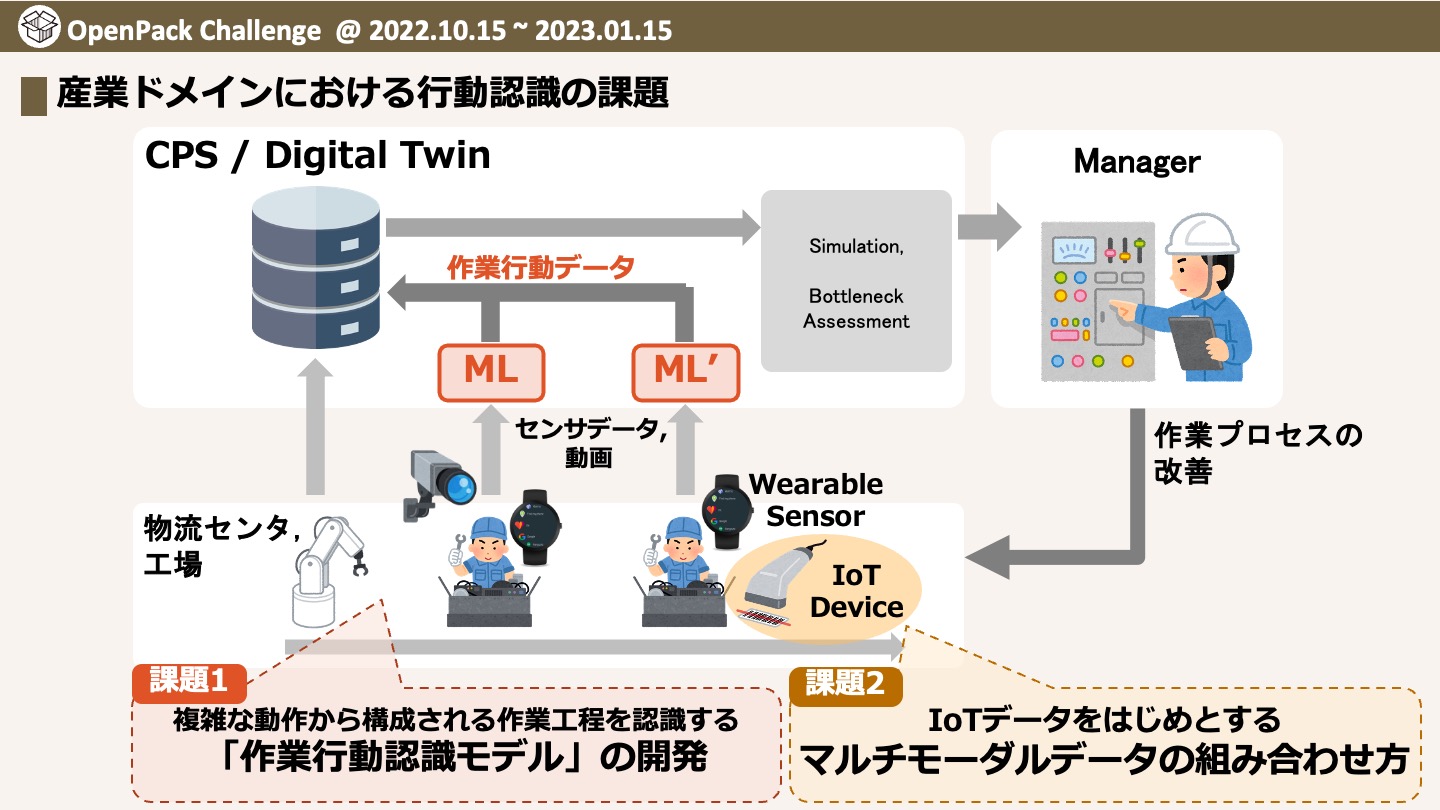 OpenPack Challenge @ 2022.10.15 ~ 2023.01.15
産業ドメインにおける行動認識の課題
CPS / Digital Twin
Manager
Simulation,
Bottleneck
Assessment
作業行動データ
ML
ML′
センサデータ,
動画
作業プロセスの
改善
Wearable
Sensor
物流センタ,
工場
IoT
Device
課題1
複雑な動作から構成される作業工程を認識する
「作業行動認識モデル」の開発
課題2
IoTデータをはじめとする
マルチモーダルデータの組み合わせ方